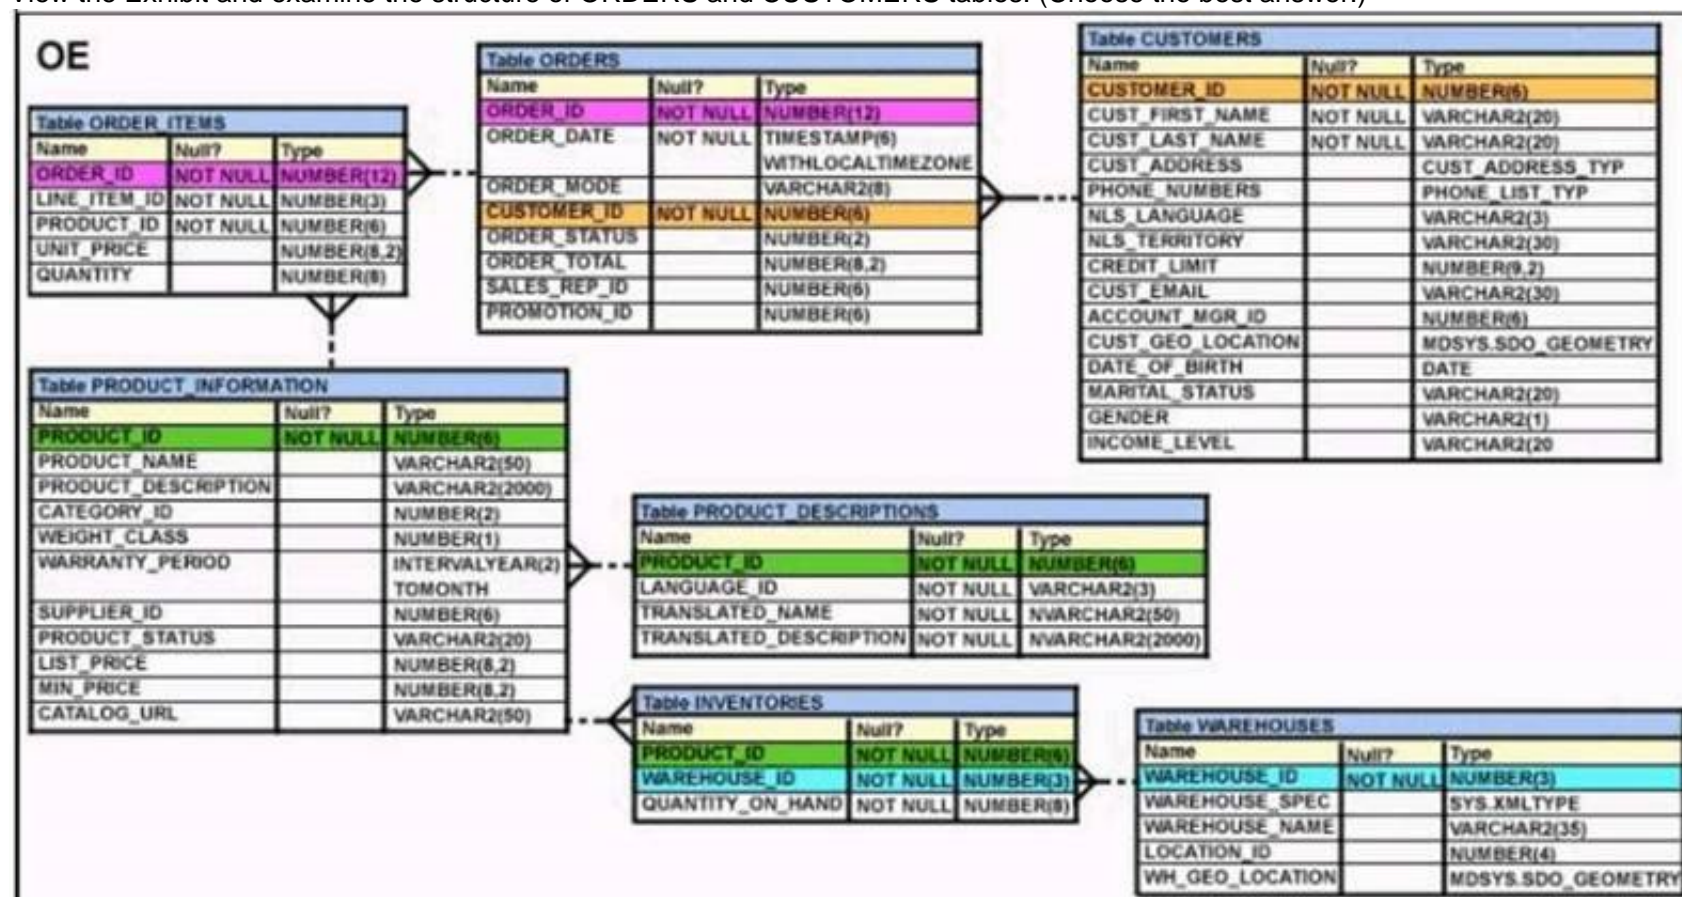 View the Exhibit and examine the structure of ORDERS and CUSTOMERS tables. (Choose the best answer.)
OE
Table ORDER_ITEMS
Name Null? Type
ORDER_ID NOT NULL NUMBER(12)
LINE_ITEM_ID NOT NULL NUMBER(3)
PRODUCT_ID NOT NULL NUMBER(6)
UNIT_PRICE NUMBER(8,2)
QUANTITY NUMBER(8)
Table ORDERS
Name Null? Type
ORDER_ID NOT NULL NUMBER(12)
ORDER_DATE NOT NULL TIMESTAMP(6)
WITHLOCALTIMEZONE
ORDER_MODE VARCHAR2(8)
CUSTOMER_ID NOT NULL NUMBER(6)
ORDER_STATUS NUMBER(2)
ORDER_TOTAL NUMBER(8,2)
SALES_REP_ID NUMBER(6)
PROMOTION_ID NUMBER(6)
Table CUSTOMERS
Name Null? Type
CUSTOMER_ID NOT NULL NUMBER(6)
CUST_FIRST_NAME NOT NULL VARCHAR2(20)
CUST_LAST_NAME NOT NULL VARCHAR2(20)
CUST_ADDRESS CUST_ADDRESS_TYP
PHONE_NUMBERS PHONE_LIST_TYP
NLS_LANGUAGE VARCHAR2(3)
NLS_TERRITORY VARCHAR2(30)
CREDIT_LIMIT NUMBER(9,2)
CUST_EMAIL VARCHAR2(30)
ACCOUNT_MGR_ID NUMBER(6)
CUST_GEO_LOCATION MDSYS.SDO_GEOMETRY
DATE_OF_BIRTH DATE
MARITAL_STATUS VARCHAR2(20)
GENDER VARCHAR2(1)
INCOME_LEVEL VARCHAR2(20
Table PRODUCT_INFORMATION
Name Null? Type
PRODUCT_ID NOT NULL NUMBER(6)
PRODUCT_NAME VARCHAR2(50)
PRODUCT_DESCRIPTION VARCHAR2(2000)
CATEGORY_ID NUMBER(2)
WEIGHT_CLASS NUMBER(1)
WARRANTY_PERIOD INTERVALYEAR(2)
TOMONTH
SUPPLIER_ID NUMBER(6)
PRODUCT_STATUS VARCHAR2(20)
LIST_PRICE NUMBER(8,2)
MIN_PRICE NUMBER(8,2)
CATALOG_URL VARCHAR2(50)
Table PRODUCT_DESCRIPTIONS
Name Null? Type
PRODUCT_ID NOT NULL NUMBER(6)
LANGUAGE_ID NOT NULL VARCHAR2(3)
TRANSLATED_NAME NOT NULL NVARCHAR2(50)
TRANSLATED_DESCRIPTION NOT NULL NVARCHAR2(2000)
Table INVENTORIES
Name Null? Type
PRODUCT_ID NOT NULL NUMBER(6)
WAREHOUSE_ID NOT NULL NUMBER(3)
QUANTITY_ON_HAND NOT NULL NUMBER(8)
Table WAREHOUSES
Name Null? Type
WAREHOUSE_ID NOT NULL NUMBER(3)
WAREHOUSE_SPEC SYS.XMLTYPE
WAREHOUSE_NAME VARCHAR2(35)
LOCATION_ID NUMBER(4)
WH_GEO_LOCATION MDSYS.SDO_GEOMETRY